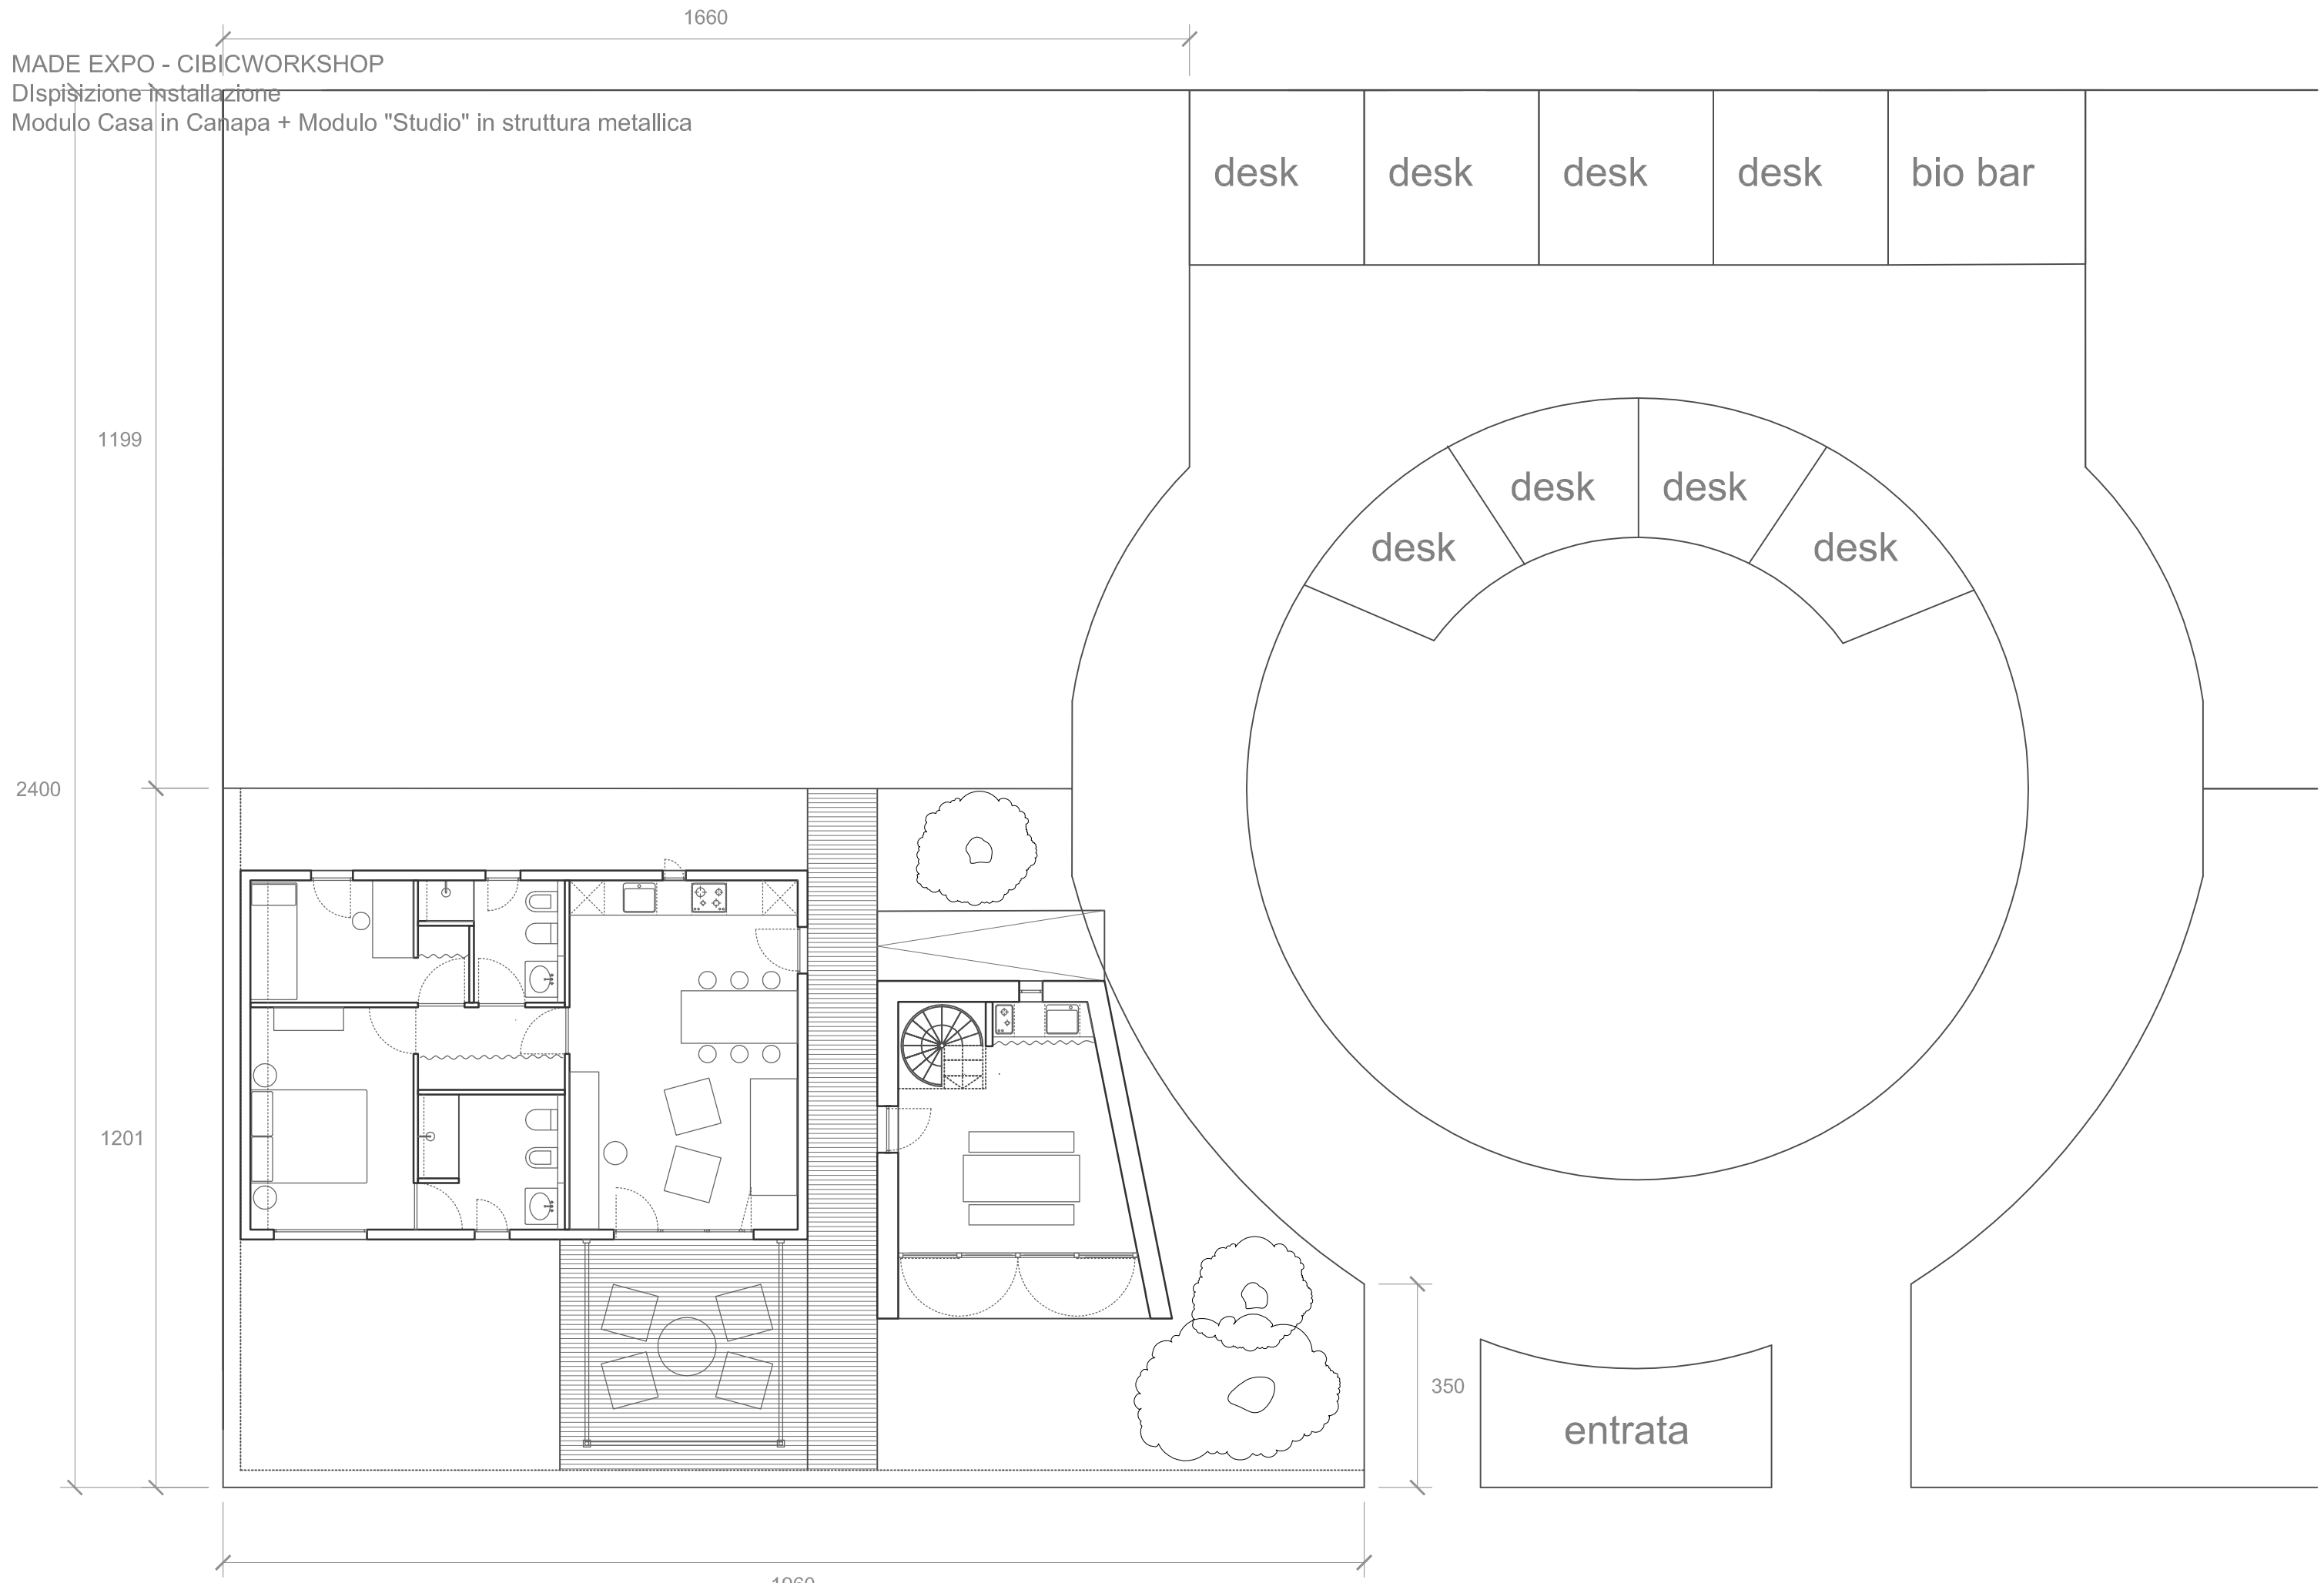 1660
MADE EXPO - CIBICWORKSHOP
DIspisizione installazione
Modulo Casa in Canapa + Modulo "Studio" in struttura metallica
desk
desk
desk
desk
bio bar
1199
desk
desk
desk
desk
2400
1201
350
entrata
1960